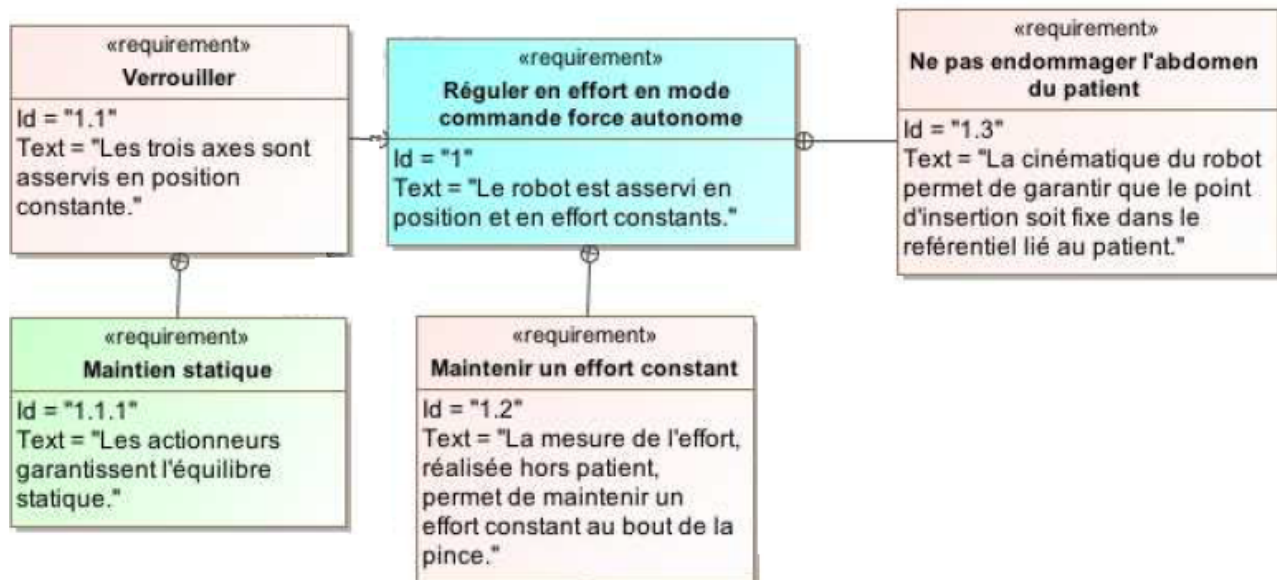 «requirement»
Verrouiller
Id = "1.1"
Text = "Les trois axes sont
asservis en position
constante."
«requirement»
Réguler en effort en mode
commande force autonome
Id = "1"
Text = "Le robot est asservi en
position et en effort constants."
«requirement»
Ne pas endommager l'abdomen
du patient
Id = "1.3"
Text = "La cinématique du robot
permet de garantir que le point
d'insertion soit fixe dans le
reférentiel lié au patient."
«requirement»
Maintien statique
Id = "1.1.1"
Text = "Les actionneurs
garantissent l'équilibre
statique."
«requirement»
Maintenir un effort constant
Id = "1.2"
Text = "La mesure de l'effort,
réalisée hors patient,
permet de maintenir un
effort constant au bout de la
pince."